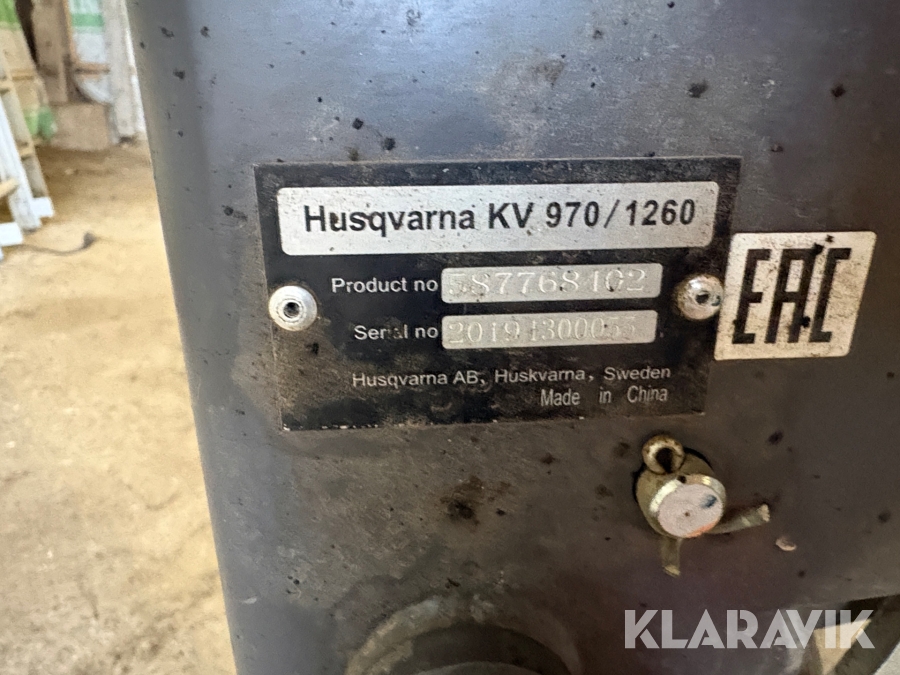 Husqvarna KV 970/1260
Product no 587768402
Serial no
Husqvarna AB, Huskvarna, Sweden
Made in China
EAC
KLARAVIK